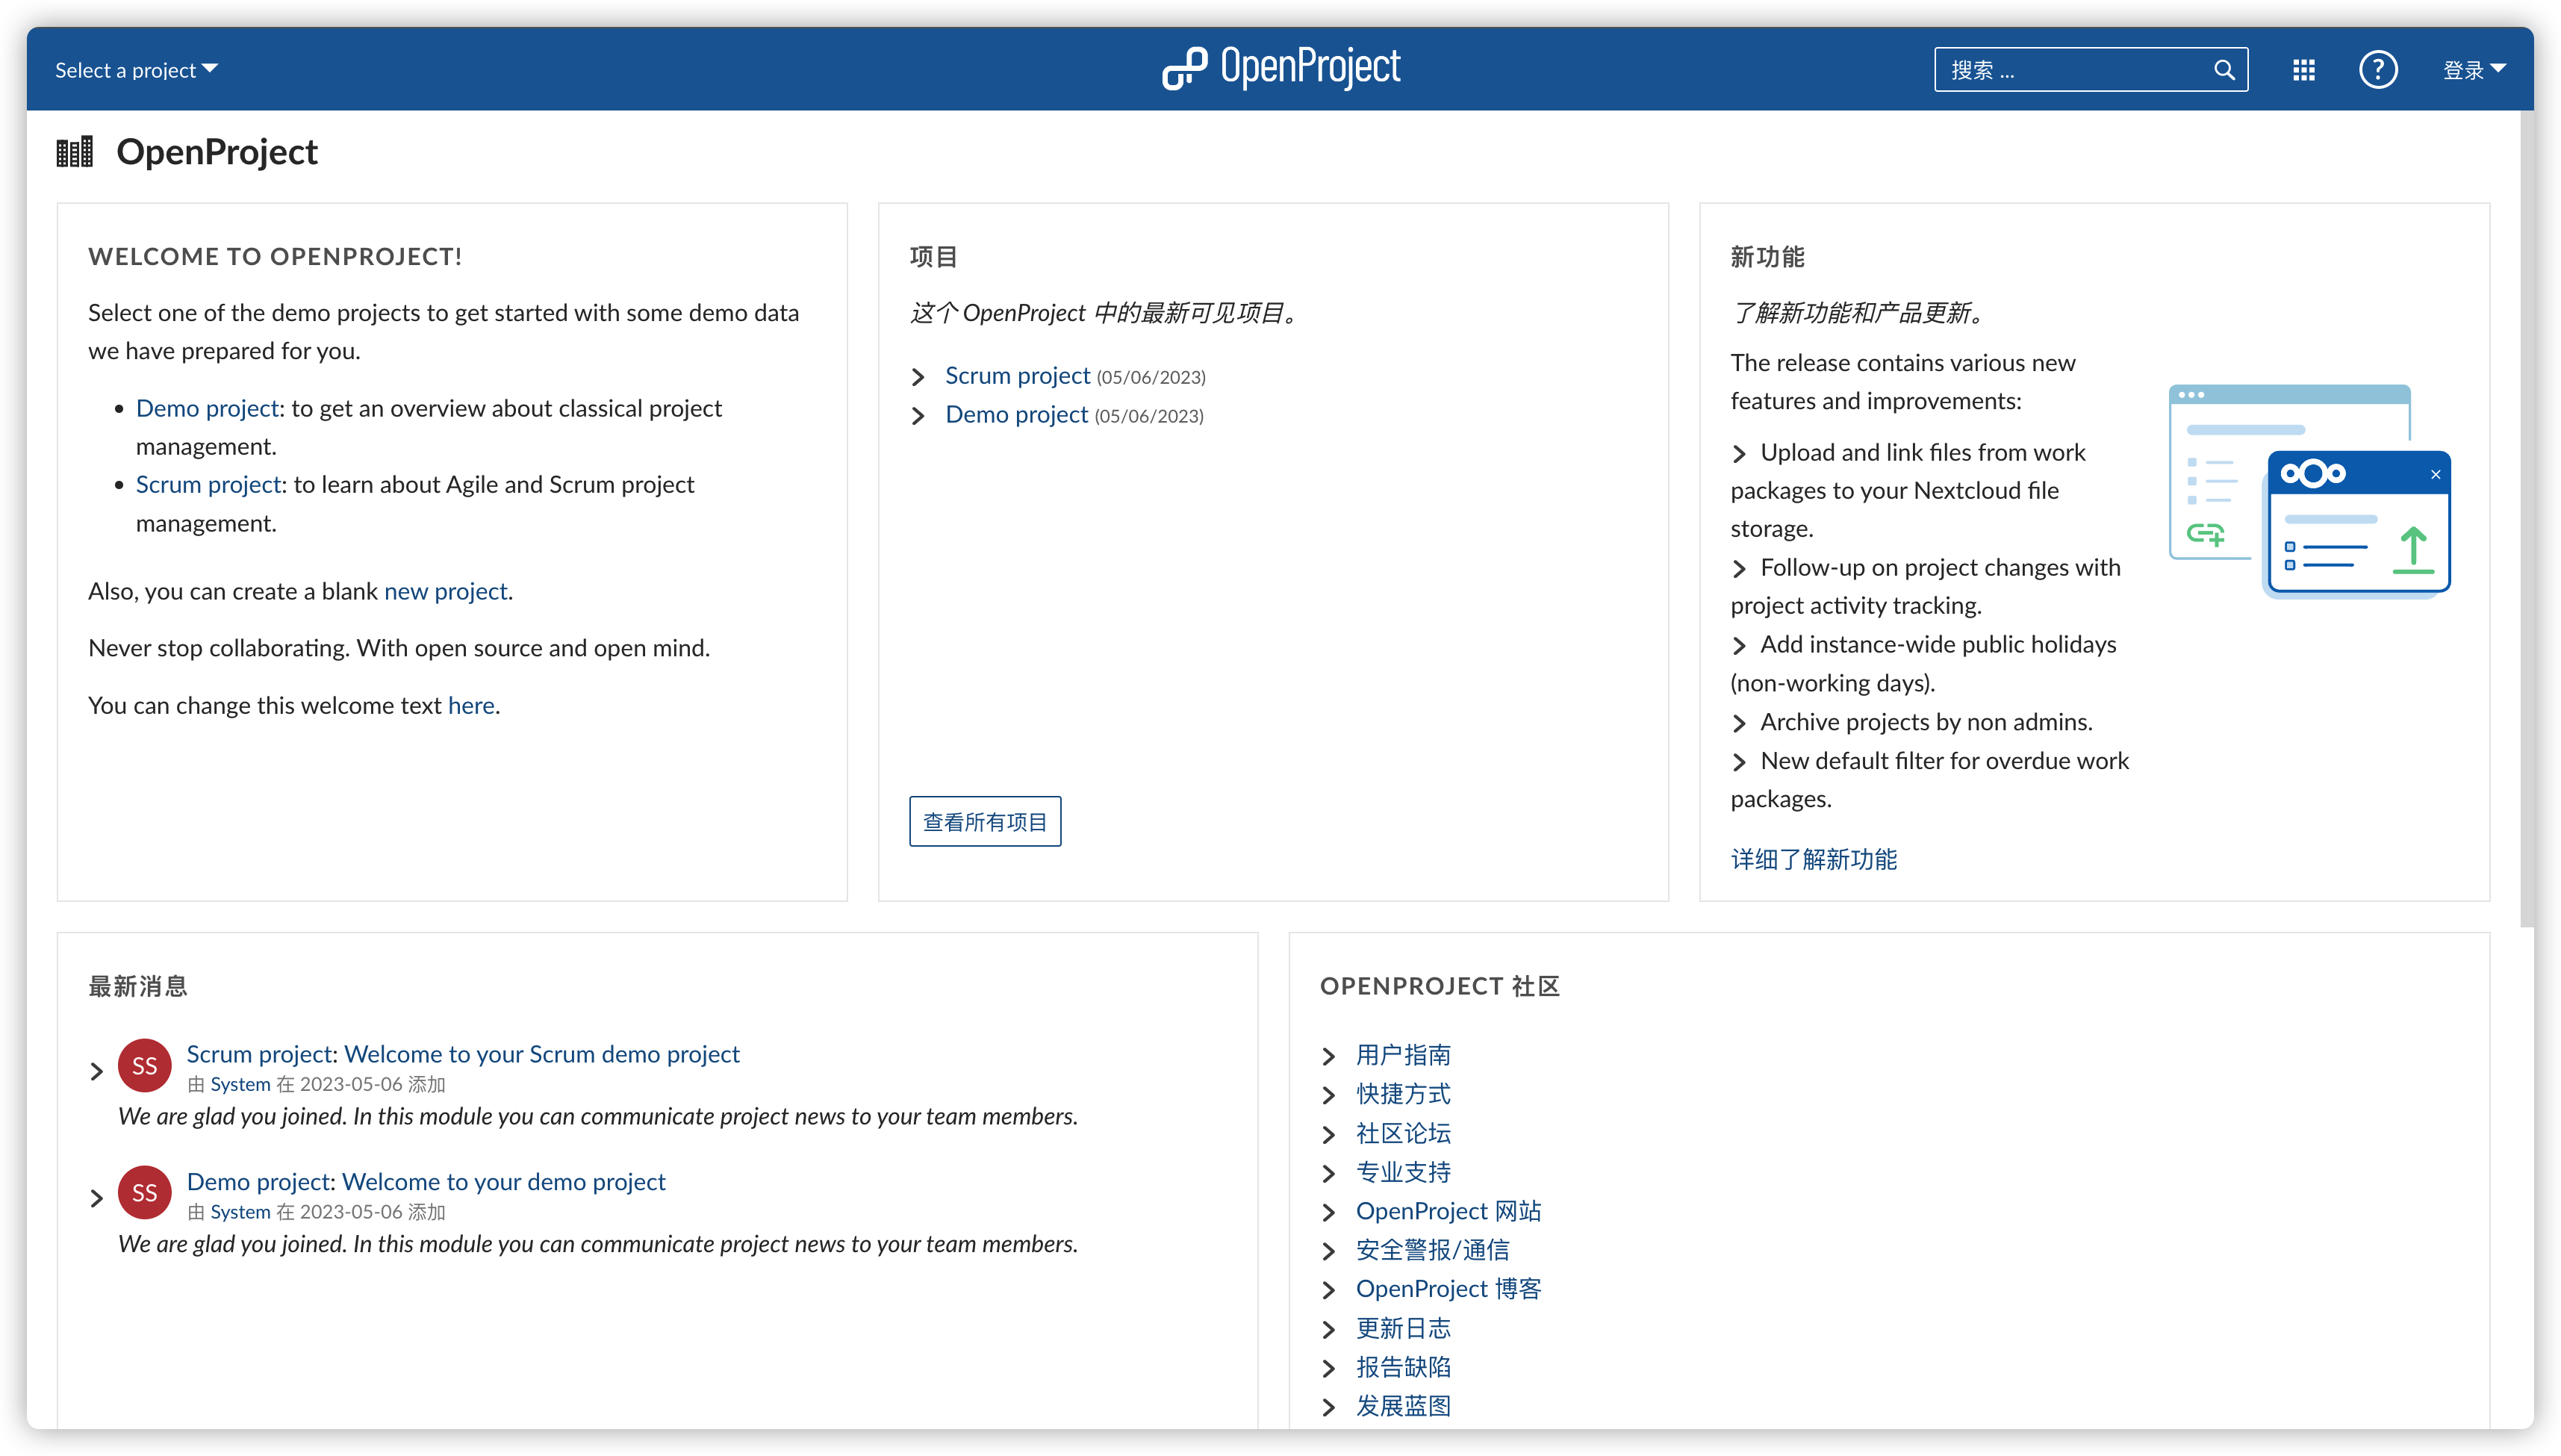 Select a project
OpenProject
搜索 ...
?
登录
OpenProject
WELCOME TO OPENPROJECT!
Select one of the demo projects to get started with some demo data
we have prepared for you.
Demo project: to get an overview about classical project
management.
Scrum project: to learn about Agile and Scrum project
management.
Also, you can create a blank new project.
Never stop collaborating. With open source and open mind.
You can change this welcome text here.
项目
这个 OpenProject 中的最新可见项目。
Scrum project (05/06/2023)
Demo project (05/06/2023)
查看所有项目
新功能
了解新功能和产品更新。
The release contains various new
features and improvements:
Upload and link files from work
packages to your Nextcloud file
storage.
Follow-up on project changes with
project activity tracking.
Add instance-wide public holidays
(non-working days).
Archive projects by non admins.
New default filter for overdue work
packages.
详细了解新功能
最新消息
SS
Scrum project: Welcome to your Scrum demo project
由 System 在 2023-05-06 添加
We are glad you joined. In this module you can communicate project news to your team members.
SS
Demo project: Welcome to your demo project
由 System 在 2023-05-06 添加
We are glad you joined. In this module you can communicate project news to your team members.
OPENPROJECT 社区
用户指南
快捷方式
社区论坛
专业支持
OpenProject 网站
安全警报/通信
OpenProject 博客
更新日志
报告缺陷
发展蓝图